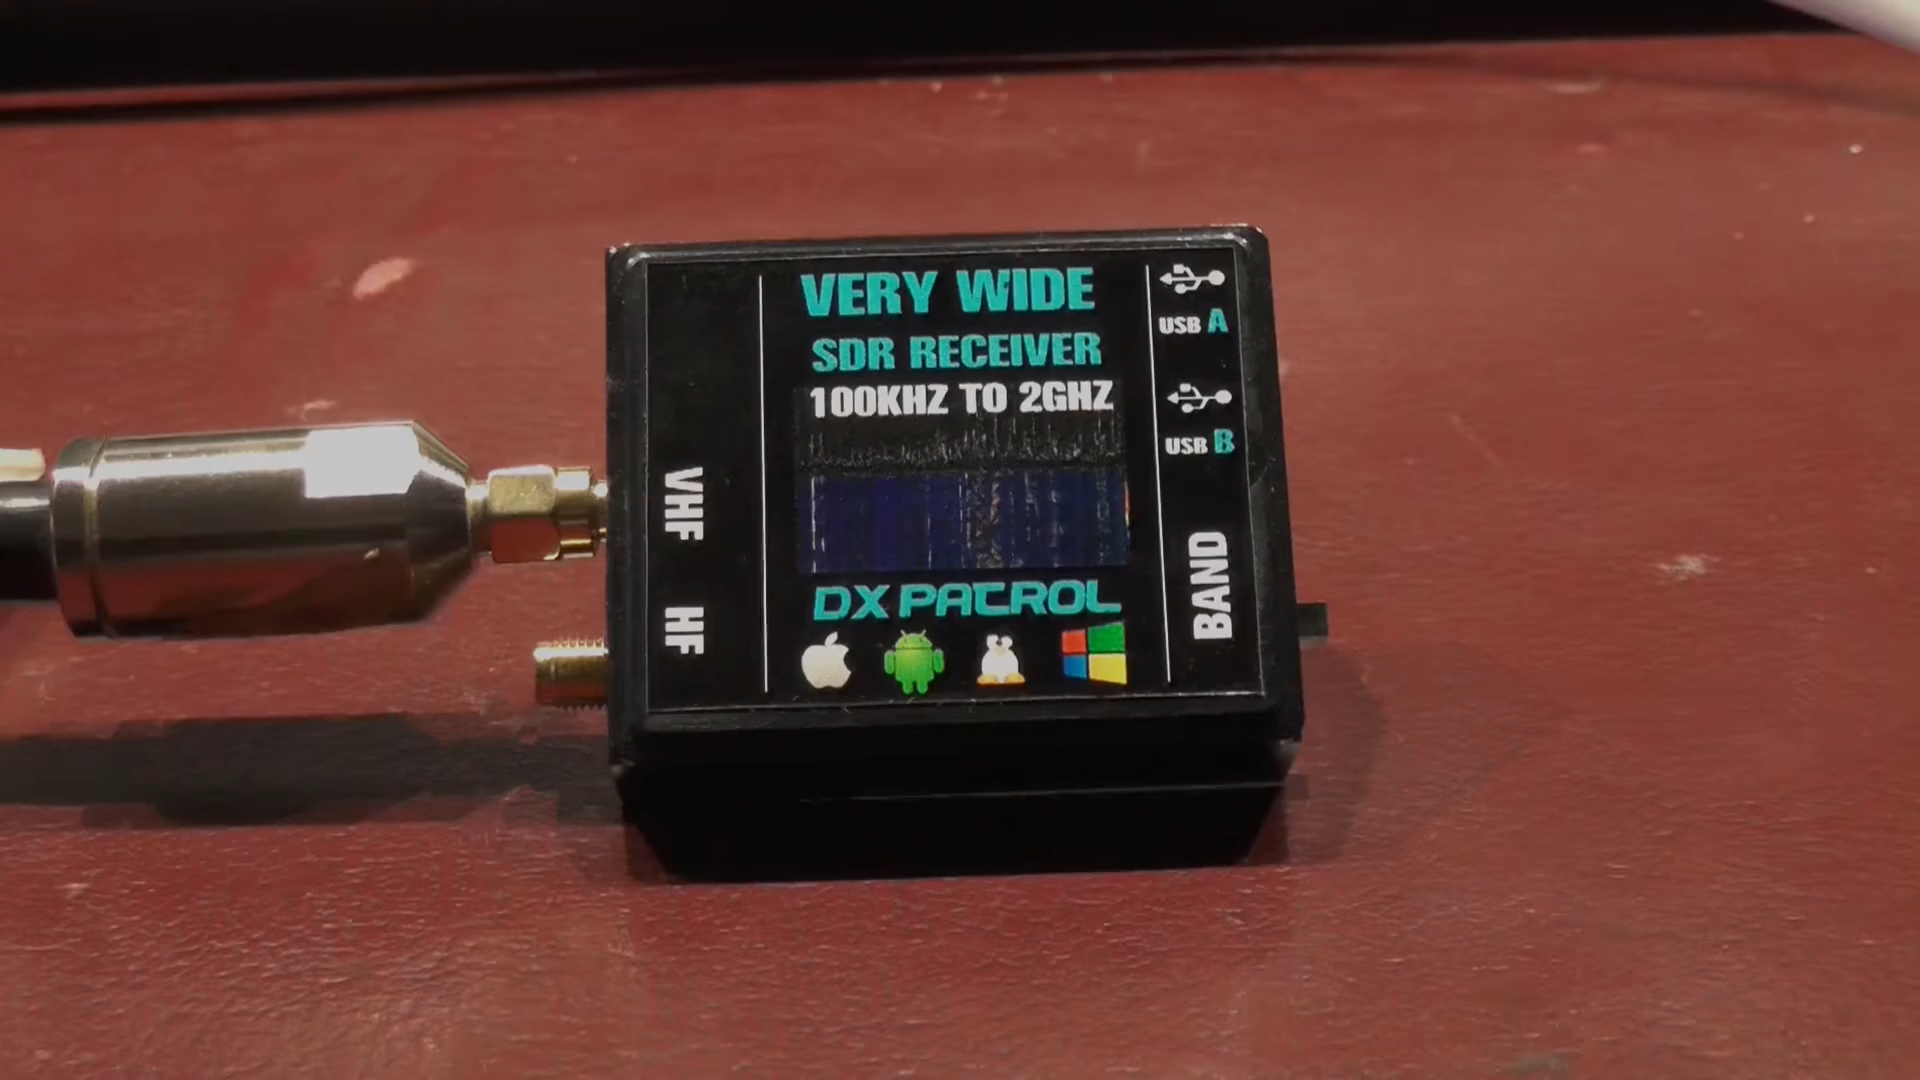 VERY WIDE
SDR RECEIVER
100KHZ TO 2GHZ
DX PATROL
VHF
HF
USB A
USB B
BAND